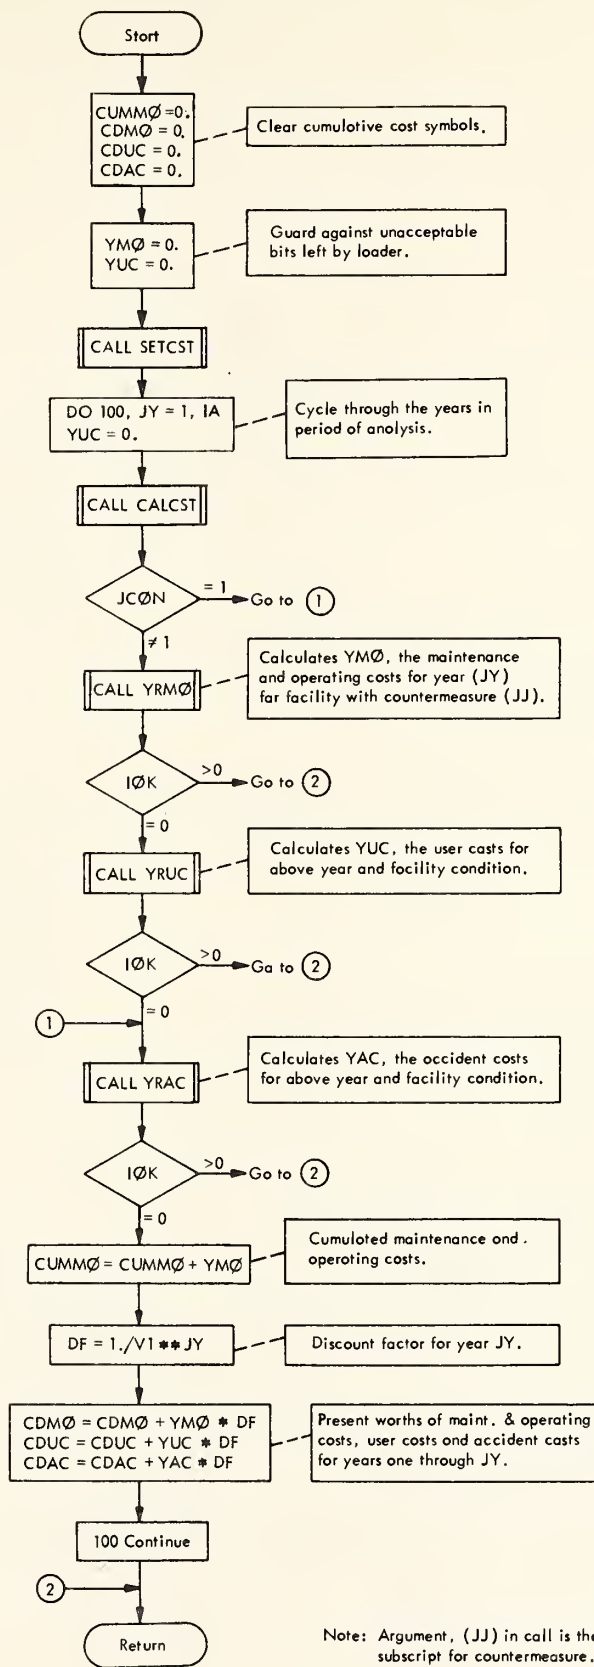 Start
CUMMØ =0.
CDMØ = 0.
CDUC = 0.
CDAC = 0.
Clear cumulotive cost symbols.
YMØ = 0.
YUC = 0.
Guard against unacceptable
bits left by loader.
CALL SETCST
DO 100, JY = 1, IA
YUC = 0.
Cycle through the years in
period of anolysis.
CALL CALCST
JCØN
= 1
Go to 1
≠ 1
CALL YRMØ
Calculates YMØ, the maintenance
and operating costs for year (JY)
far facility with countermeasure (JJ).
IØK
>0
Go to 2
=0
CALL YRUC
Calculates YUC, the user casts for
above year and focility condition.
IØK
>0
Ga to 2
=0
1
CALL YRAC
Calculates YAC, the occident costs
for above year and facility condition.
IØK
>0
Go to 2
=0
CUMMØ = CUMMØ + YMØ
Cumuloted maintenance ond .
operating costs.
DF = 1./V1 ** JY
Discount factor for year JY.
CDMØ = CDMØ + YMØ * DF
CDUC = CDUC + YUC * DF
CDAC = CDAC + YAC * DF
Present worths of maint. & operating
costs, user costs ond accident casts
for years one through JY.
100 Continue
2
Return
Note: Argument, (JJ) in call is the
subscript for countermeasure.